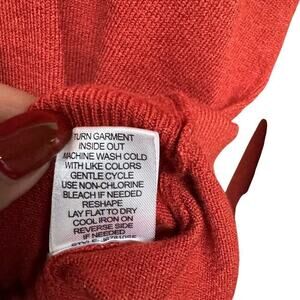 TURN GARMENT
INSIDE OUT
MACHINE WASH COLD
WITH LIKE COLORS
GENTLE CYCLE
USE NON-CHLORINE
BLEACH IF NEEDED
RESHAPE
LAY FLAT TO DRY
COOL IRON ON
REVERSE SIDE
IF NEEDED